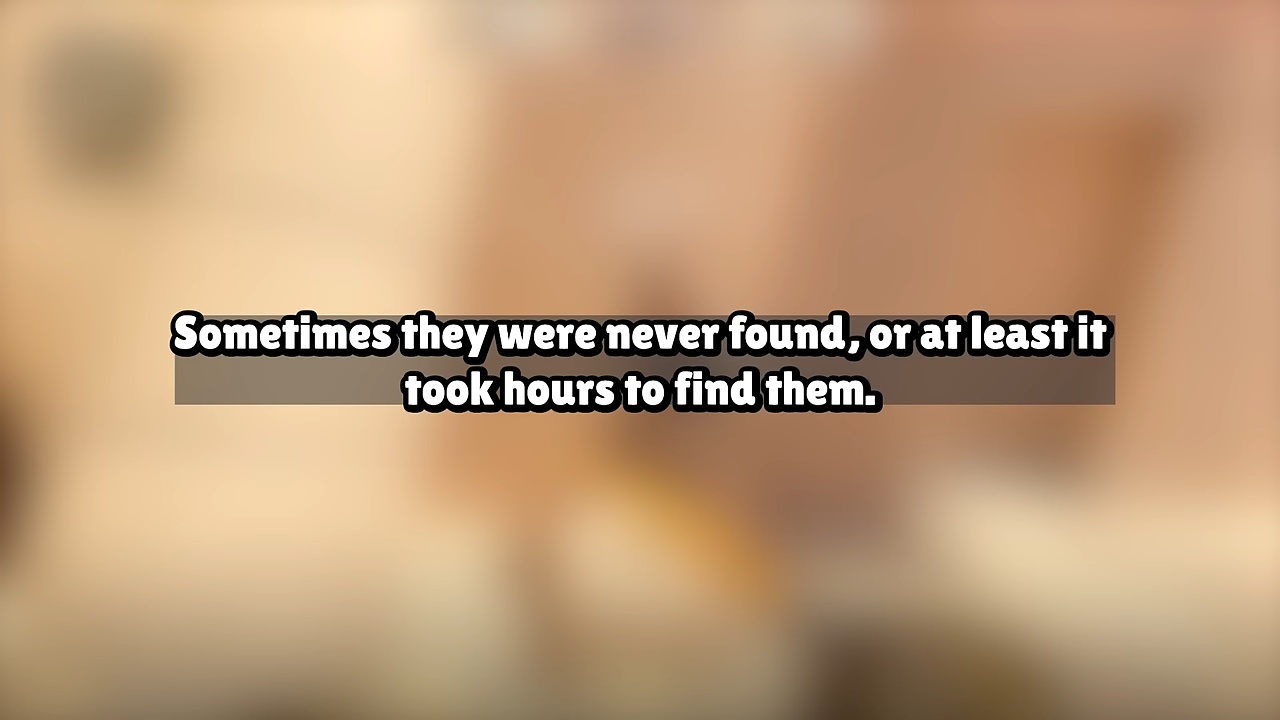 Sometimes they were never found, or at least it
took hours to find them.